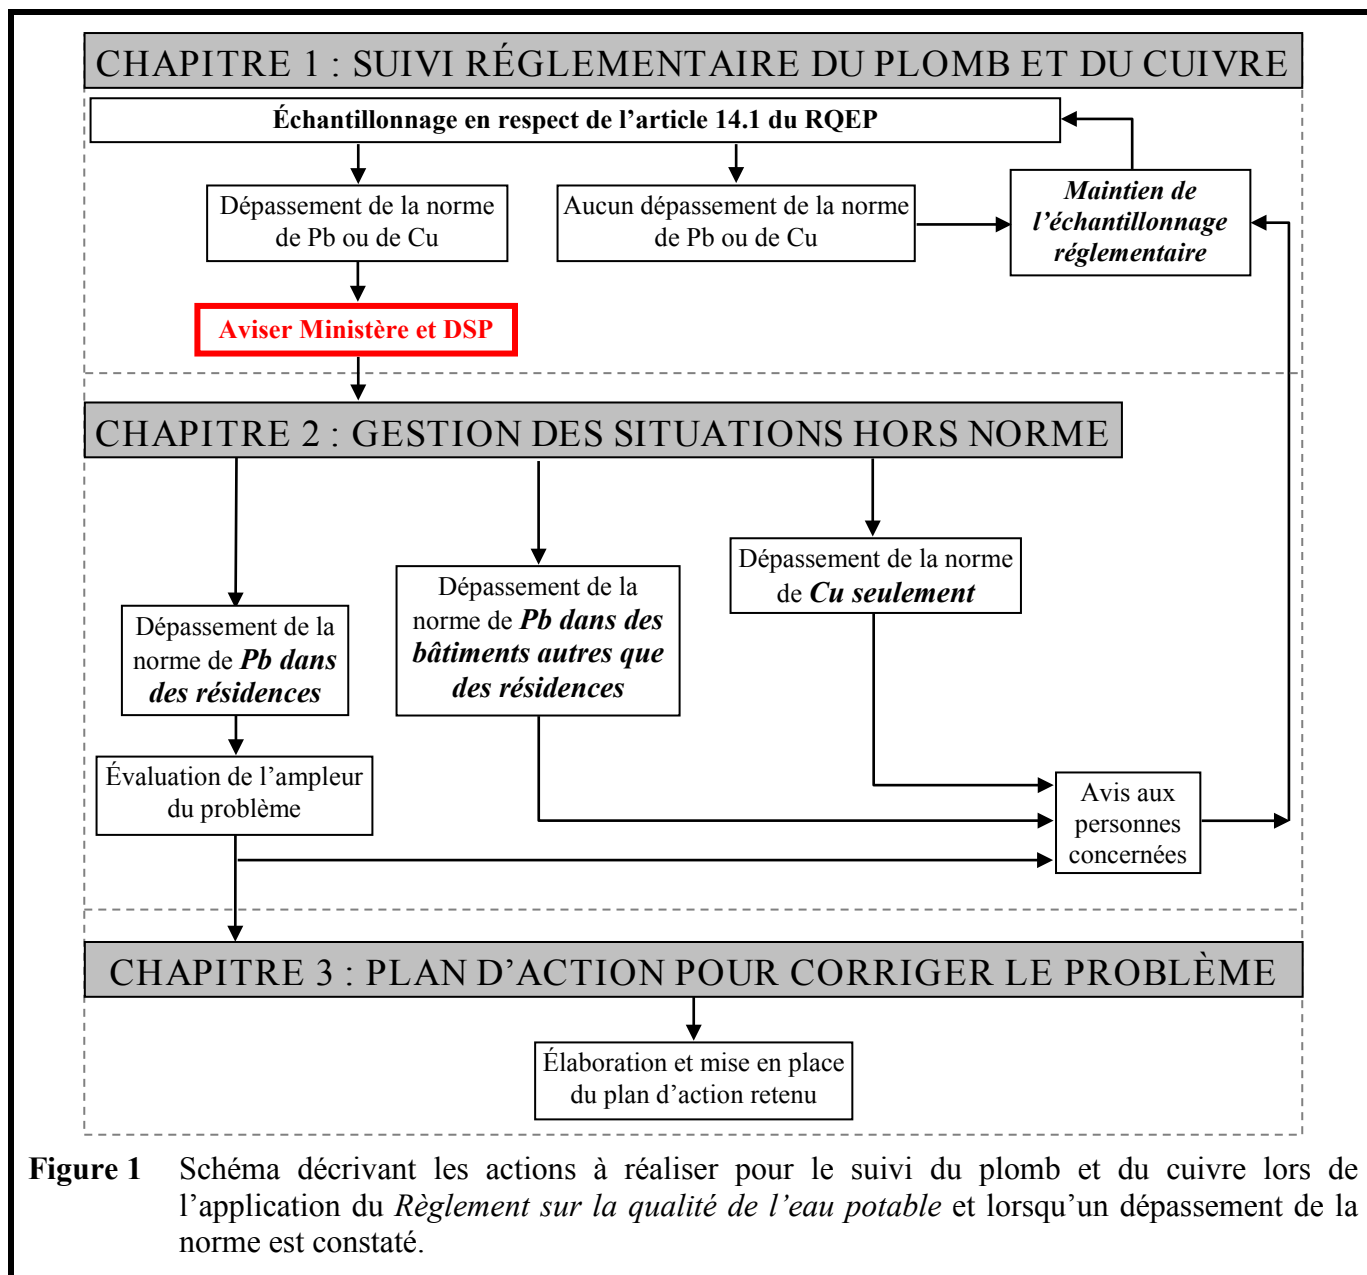 CHAPITRE 1 : SUIVI RÉGLEMENTAIRE DU PLOMB ET DU CUIVRE
Échantillonnage en respect de l’article 14.1 du RQEP
Dépassement de la norme
de Pb ou de Cu
Aucun dépassement de la norme
de Pb ou de Cu
Maintien de
l’échantillonnage
réglementaire
Aviser Ministère et DSP
CHAPITRE 2 : GESTION DES SITUATIONS HORS NORME
Dépassement de la
norme de Pb dans
des résidences
Dépassement de la
norme de Pb dans des
bâtiments autres que
des résidences
Dépassement de la norme
de Cu seulement
Évaluation de l’ampleur
du problème
Avis aux
personnes
concernées
CHAPITRE 3 : PLAN D’ACTION POUR CORRIGER LE PROBLÈME
Élaboration et mise en place
du plan d’action retenu
Figure 1 Schéma décrivant les actions à réaliser pour le suivi du plomb et du cuivre lors de
l’application du Règlement sur la qualité de l’eau potable et lorsqu’un dépassement de la
norme est constaté.